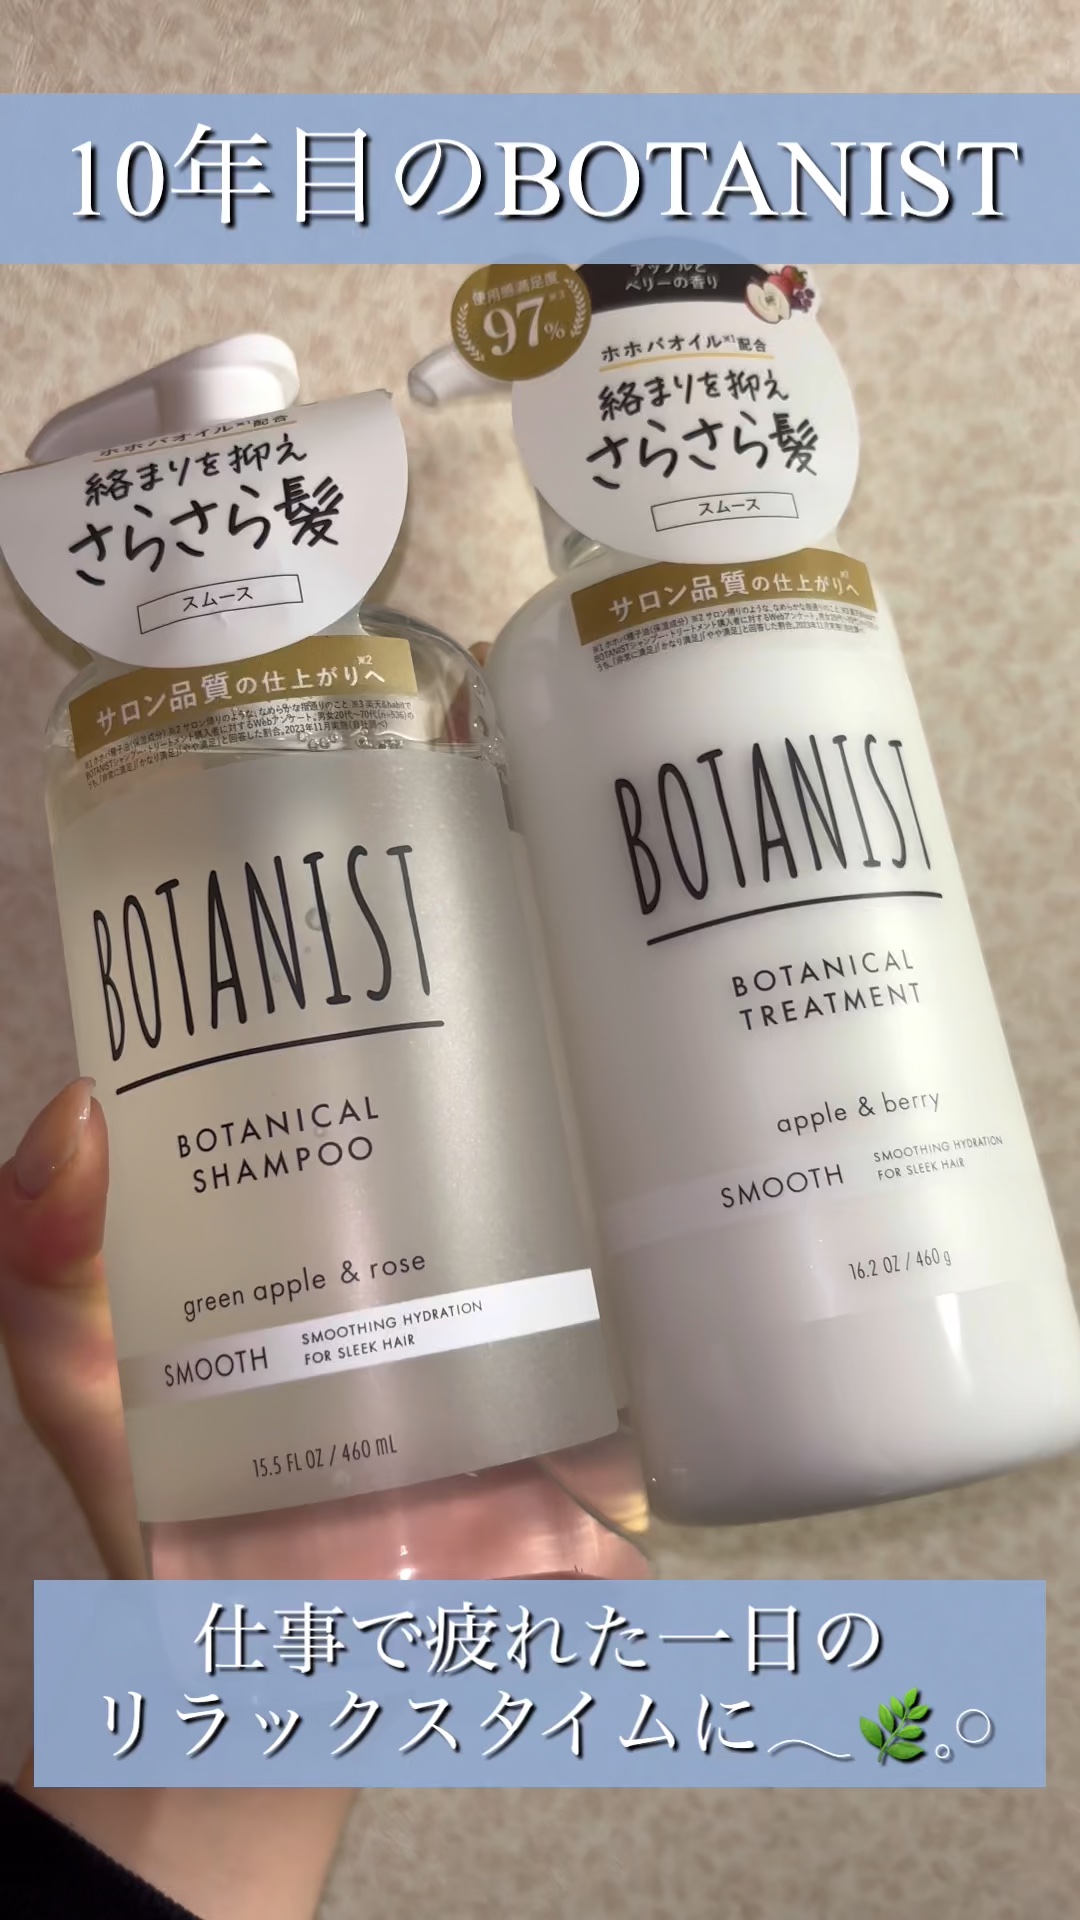 10年目のBOTANIST
アップルと
ベリーの香り
使用感満足度
97%※3
ホホバオイル※1配合
絡まりを抑え
さらさら髪
スムース
サロン品質の仕上がりへ※2
BOTANIST
BOTANICAL
TREATMENT
apple & berry
SMOOTH
SMOOTHING HYDRATION
FOR SLEEK HAIR
16.2 OZ / 460 g
ホホバオイル※1配合
絡まりを抑え
さらさら髪
スムース
サロン品質の仕上がりへ※2
BOTANIST
BOTANICAL
SHAMPOO
green apple & rose
SMOOTH
SMOOTHING HYDRATION
FOR SLEEK HAIR
15.5 FL OZ / 460 mL
仕事で疲れた一日の
リラックスタイムに〜🌿𓈒𓏸